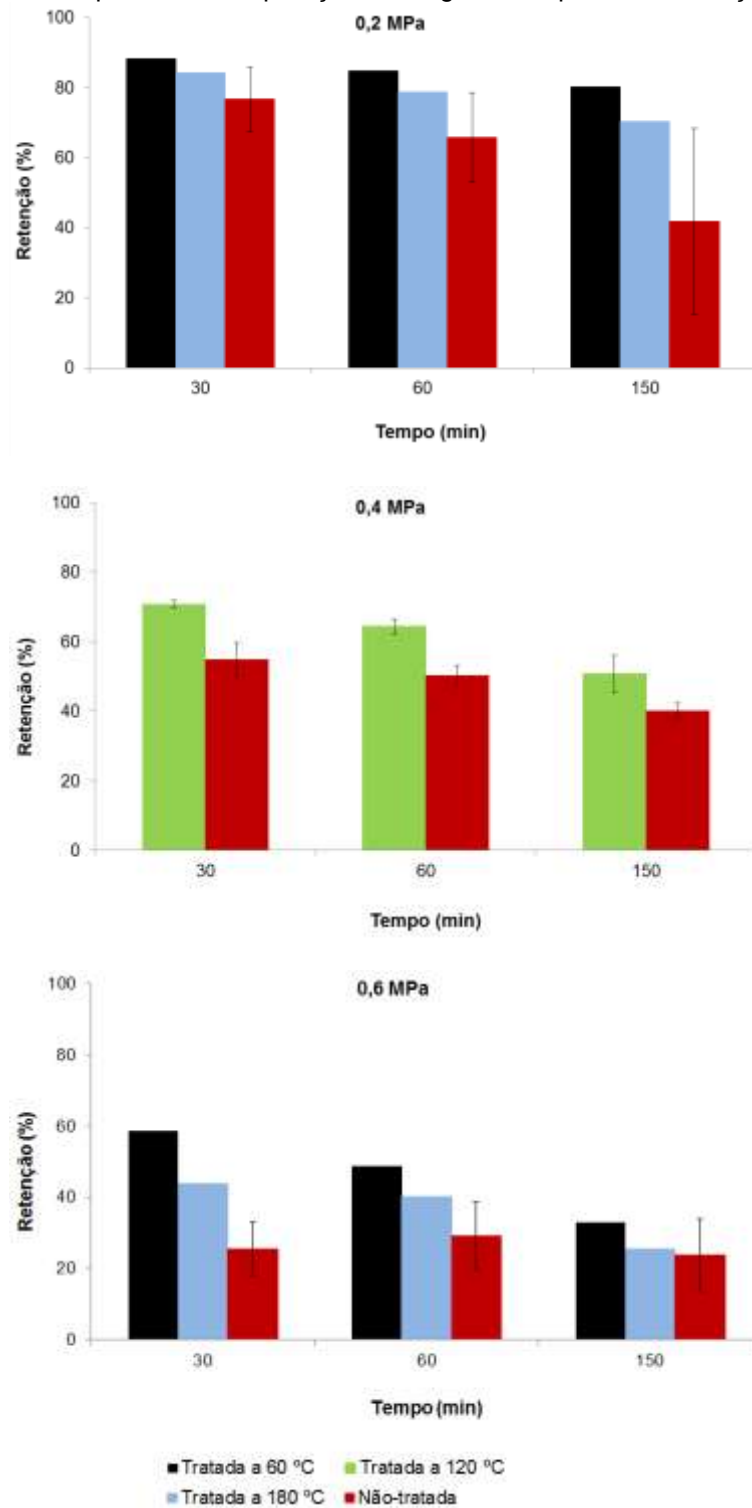 0,2 MPa
100
80
60
40
20
0
Retenção (%)
30 60 150
Tempo (min)
0,4 MPa
100
80
60
40
20
0
Retenção (%)
30 60 150
Tempo (min)
0,6 MPa
100
80
60
40
20
0
Retenção (%)
30 60 150
Tempo (min)
Tratada a 60 ºC Tratada a 120 ºC
Tratada a 180 ºC Não-tratada